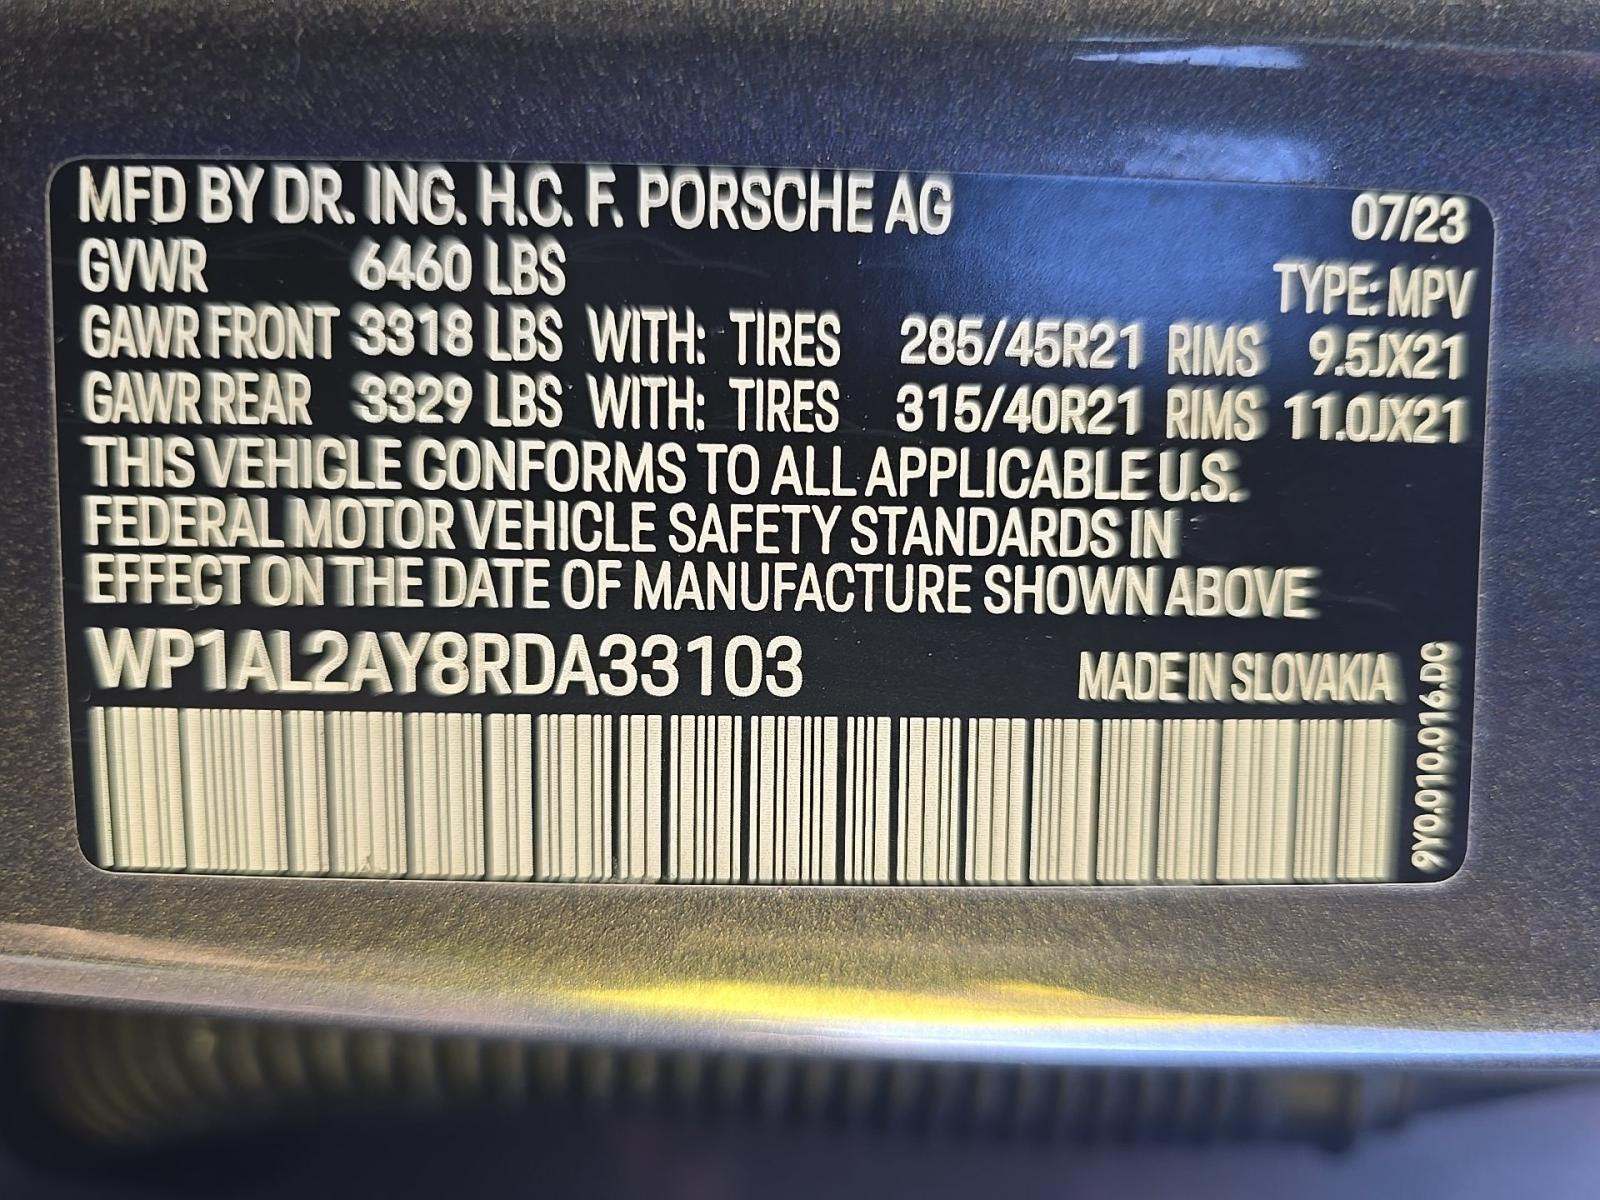 MFD BY DR. ING. H.C. F. PORSCHE AG 07/23
GVWR 6460 LBS TYPE: MPV
GAWR FRONT 3318 LBS WITH: TIRES 285/45R21 RIMS 9.5JX21
GAWR REAR 3329 LBS WITH: TIRES 315/40R21 RIMS 11.0JX21
THIS VEHICLE CONFORMS TO ALL APPLICABLE U.S.
FEDERAL MOTOR VEHICLE SAFETY STANDARDS IN
EFFECT ON THE DATE OF MANUFACTURE SHOWN ABOVE
WP1AL2AY8RDA33103 MADE IN SLOVAKIA
9Y0.010.016.DC